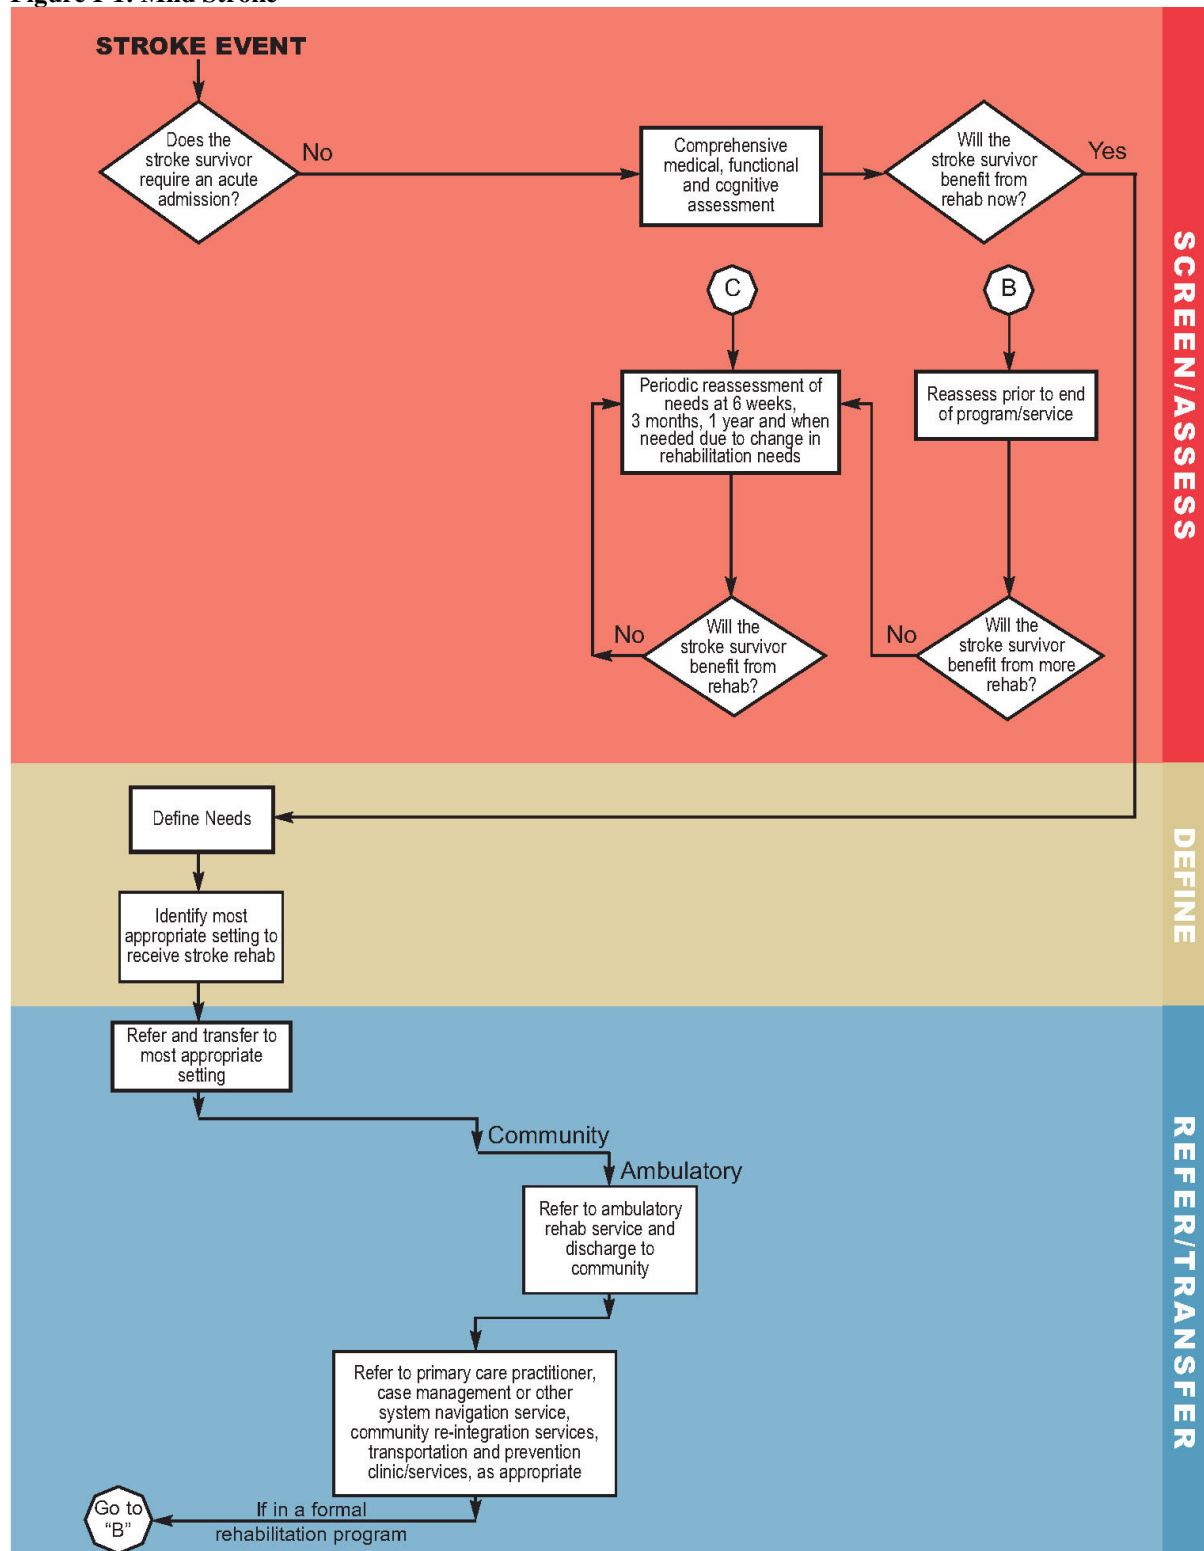 Figure 1 1. Mild Stroke
STROKE EVENT
Does the
stroke survivor
require an acute
admission?
No
Comprehensive
medical, functional
and cognitive
assessment
Will the
stroke survivor
benefit from
rehab now?
Yes
C
B
Periodic reassessment of
needs at 6 weeks,
3 months, 1 year and when
needed due to change in
rehabilitation needs
Reassess prior to end
of program/service
No
Will the
stroke survivor
benefit from
rehab?
No
Will the
stroke survivor
benefit from more
rehab?
SCREEN/ASSESS
Define Needs
Identify most
appropriate setting to
receive stroke rehab
DEFINE
Refer and transfer to
most appropriate
setting
Community
Ambulatory
Refer to ambulatory
rehab service and
discharge to
community
Refer to primary care practitioner,
case management or other
system navigation service,
community re-integration services,
transportation and prevention
clinic/services, as appropriate
Go to
“B”
If in a formal
rehabilitation program
REFER/TRANSFER